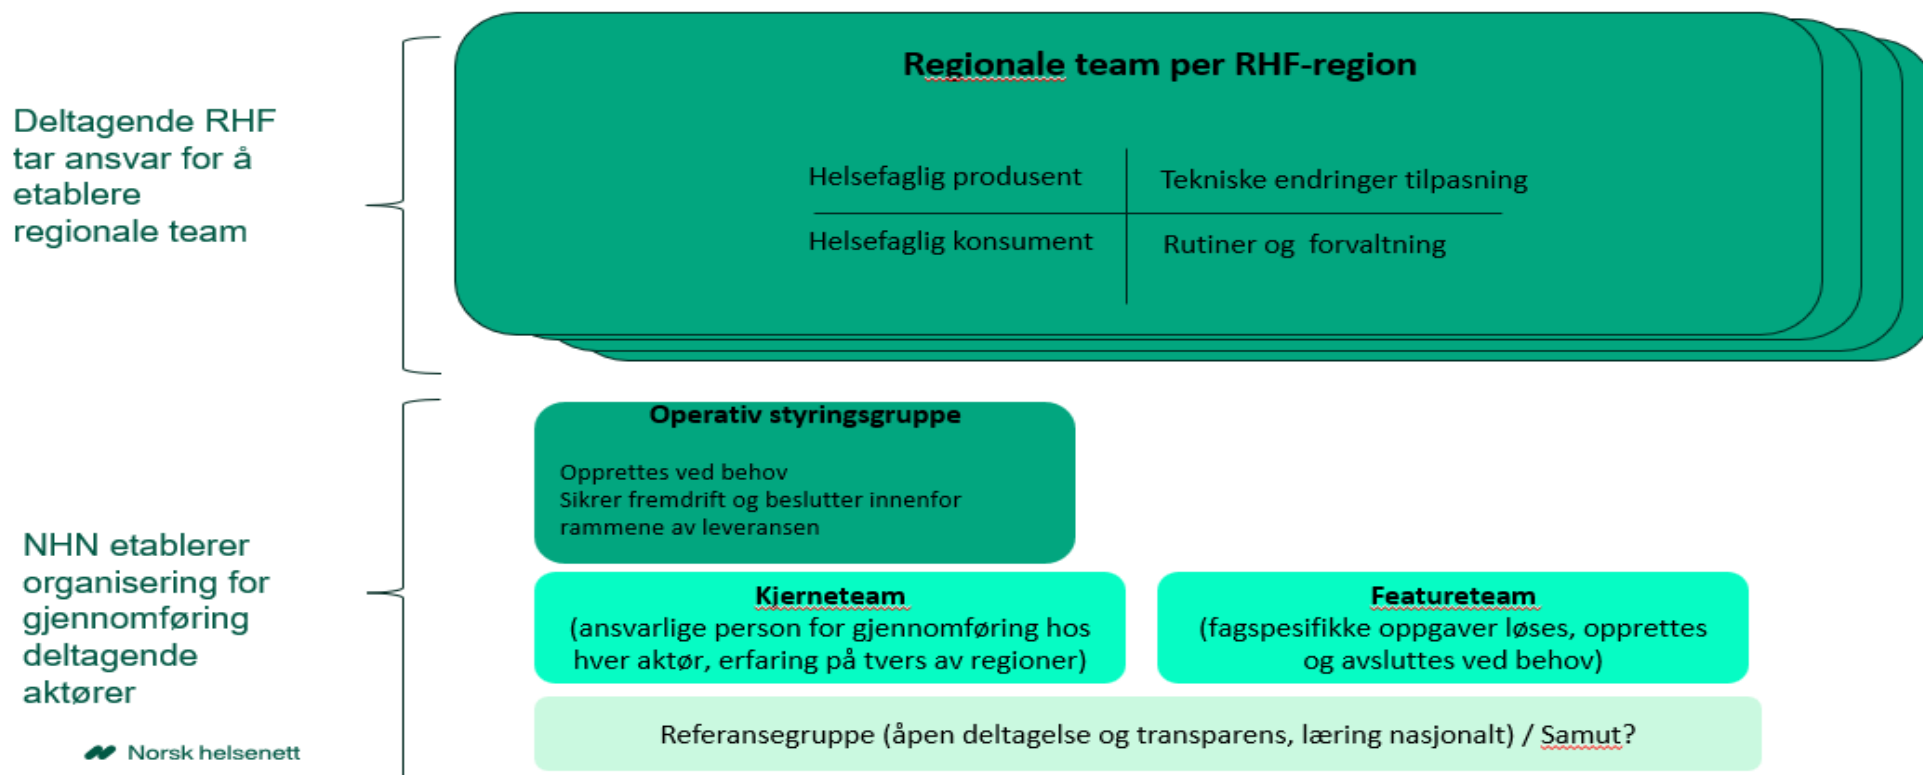 Regionale team per RHF-region
Deltagende RHF
tar ansvar for å
etablere
regionale team
Helsefaglig produsent
Tekniske endringer tilpasning
Helsefaglig konsument
Rutiner og forvaltning
Operativ styringsgruppe
Opprettes ved behov
Sikrer fremdrift og beslutter innenfor
rammene av leveransen
NHN etablerer
organisering for
gjennomføring
deltagende
aktører
Kjerneteam
(ansvarlige person for gjennomføring hos
hver aktør, erfaring på tvers av regioner)
Featureteam
(fagspesifikke oppgaver løses, opprettes
og avsluttes ved behov)
Referansegruppe (åpen deltagelse og transparens, læring nasjonalt) / Samut?
Norsk helsenett